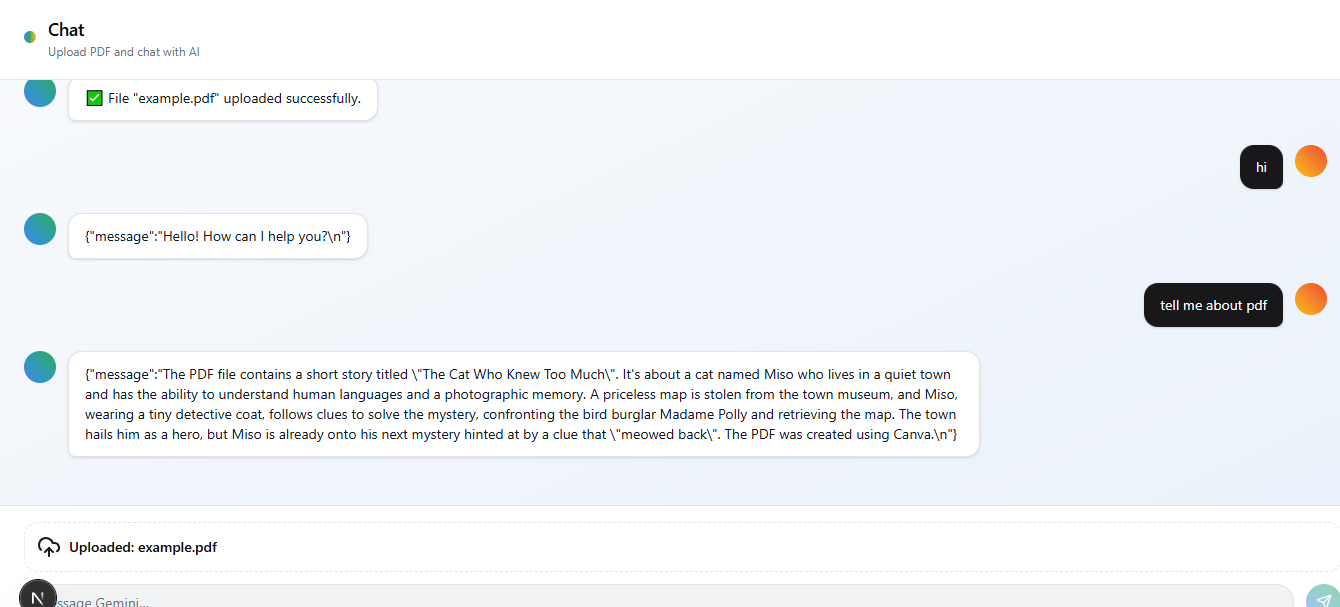 Chat
Upload PDF and chat with AI
File "example.pdf" uploaded successfully.
hi
{"message":"Hello! How can I help you?\n"}
tell me about pdf
{"message":"The PDF file contains a short story titled \"The Cat Who Knew Too Much\". It's about a cat named Miso who lives in a quiet town
and has the ability to understand human languages and a photographic memory. A priceless map is stolen from the town museum, and Miso,
wearing a tiny detective coat, follows clues to solve the mystery, confronting the bird burglar Madame Polly and retrieving the map. The town
hails him as a hero, but Miso is already onto his next mystery hinted at by a clue that \"meowed back\". The PDF was created using Canva.\n"}
Uploaded: example.pdf
N
ssage Gemini...